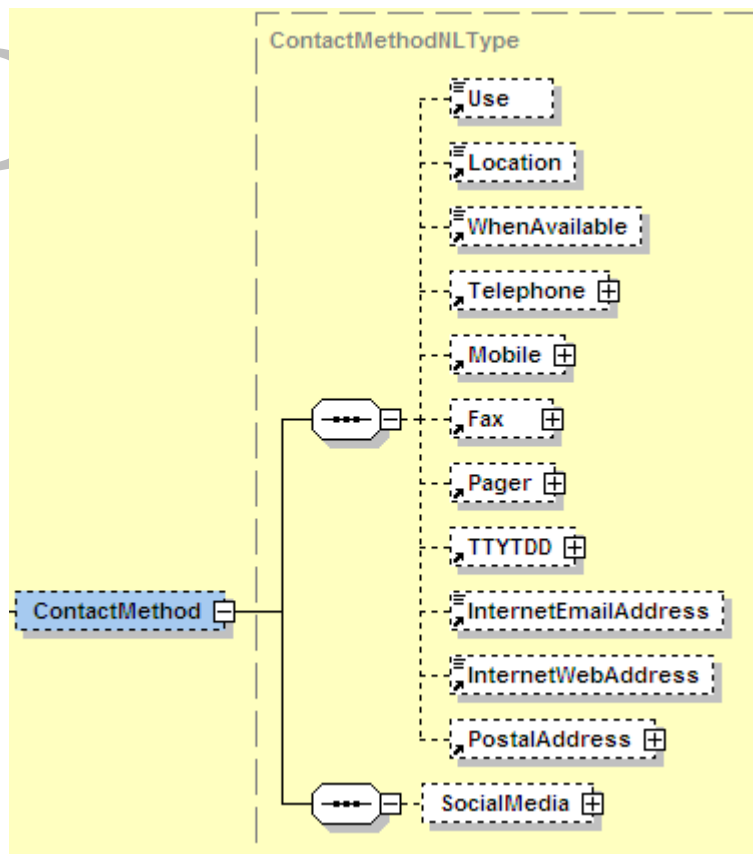 ContactMethodNLType
Use
Location
WhenAvailable
Telephone
Mobile
Fax
Pager
TTYTDD
ContactMethod
InternetEmailAddress
InternetWebAddress
PostalAddress
SocialMedia